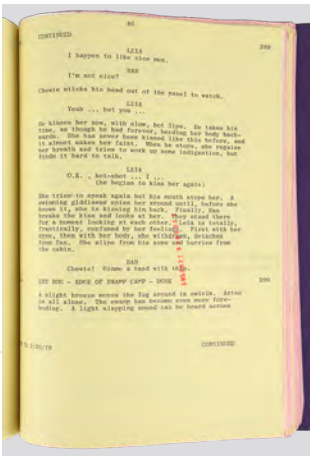 86
CONTINUED
289
LEIA
I happen to like nice men.
HAN
I'm not nice?
Chewie sticks his head out of the panel to watch.
LEIA
Yeah ... but you ...
He kisses her now, with slow, hot lips. He takes his
time, as though he had forever, bending her body back-
wards. She has never been kissed like this before, and
it almost makes her faint. When he stops, she regains
her breath and tries to work up some indignation, but
finds it hard to talk.
LEIA
O.K. , hot-shot ... I ...
(he begins to kiss her again)
She tries to speak again but his mouth stops her. A
swimming giddiness spins her around until, before she
knows it, she is kissing him back. Finally, Han
breaks the kiss and looks at her. They stand there
for a moment looking at each other. Leia is totally,
frantically, confused by her feelings. First with her
eyes, then with her body, she withdraws, detaches
from Han. She slips from his arms and hurries from
the cabin.
HAN
Chewie! Gimme a hand with this.
EXT BOG - EDGE OF SWAMP CAMP - DUSK
290
A slight breeze moves the fog around in swirls. Artoo
is all alone. The swamp has become even more fore-
boding. A light slapping sound can be heard across
CONTINUED